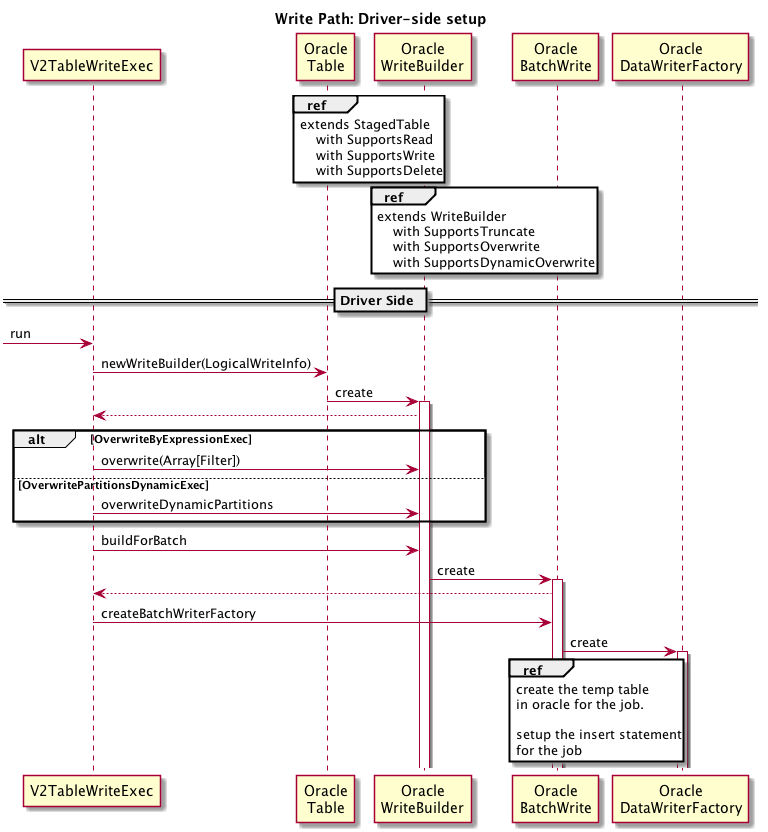 Write Path: Driver-side setup
V2TableWriteExec
Oracle
Table
Oracle
WriteBuilder
Oracle
BatchWrite
Oracle
DataWriterFactory
ref
extends StagedTable
with SupportsRead
with SupportsWrite
with SupportsDelete
ref
extends WriteBuilder
with SupportsTruncate
with SupportsOverwrite
with SupportsDynamicOverwrite
Driver Side
run
newWriteBuilder(LogicalWriteInfo)
create
alt [OverwriteByExpressionExec]
overwrite(Array[Filter])
[OverwritePartitionsDynamicExec]
overwriteDynamicPartitions
buildForBatch
create
createBatchWriterFactory
create
ref
create the temp table
in oracle for the job.
setup the insert statement
for the job
V2TableWriteExec
Oracle
Table
Oracle
WriteBuilder
Oracle
BatchWrite
Oracle
DataWriterFactory